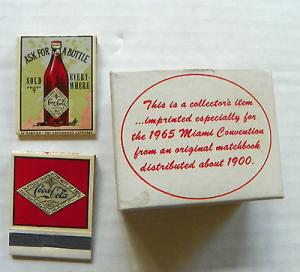 ASK FOR A BOTTLE
SOLD EVERY-
WHERE
Coca-Cola
Coca-Cola
This is a collector's item
...imprinted especially for
the 1965 Miami Convention
from an original matchbook
distributed about 1900.